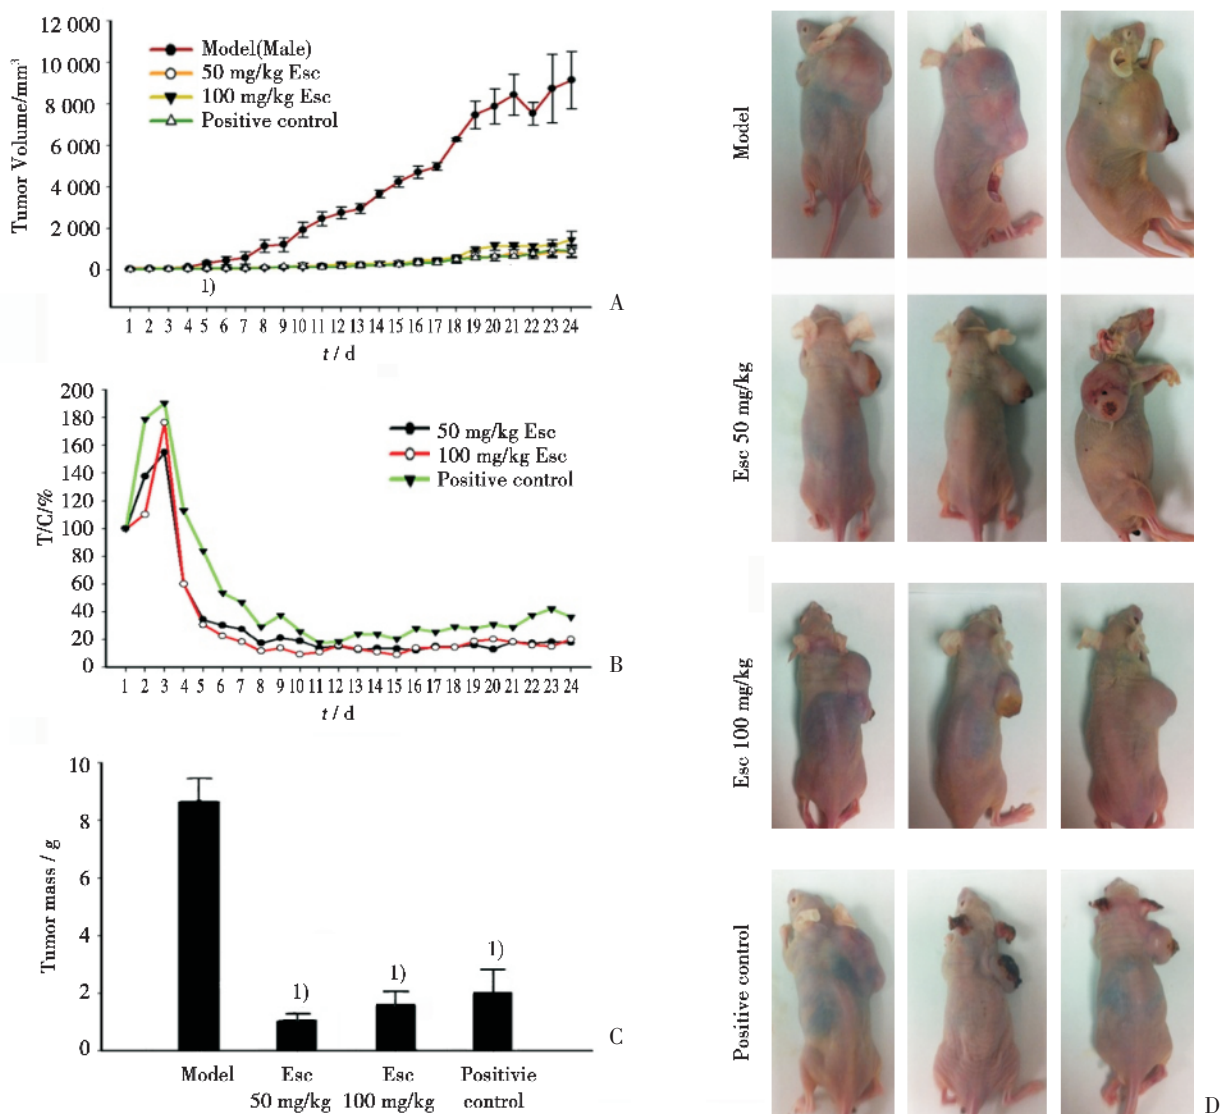 12 000
10 000
8 000
6 000
4 000
2 000
0
Tumor Volume/mm³
Model(Male)
50 mg/kg Esc
100 mg/kg Esc
Positive control
1)
1 2 3 4 5 6 7 8 9 10 11 12 13 14 15 16 17 18 19 20 21 22 23 24
t / d
A
200
180
160
140
120
100
80
60
40
20
0
T/C/%
50 mg/kg Esc
100 mg/kg Esc
Positive control
1 2 3 4 5 6 7 8 9 10 11 12 13 14 15 16 17 18 19 20 21 22 23 24
t / d
B
10
8
6
4
2
0
Tumor mass / g
1)
1)
1)
Model
Esc
50 mg/kg
Esc
100 mg/kg
Positivie
control
C
Model
Esc 50 mg/kg
Esc 100 mg/kg
Positive control
D